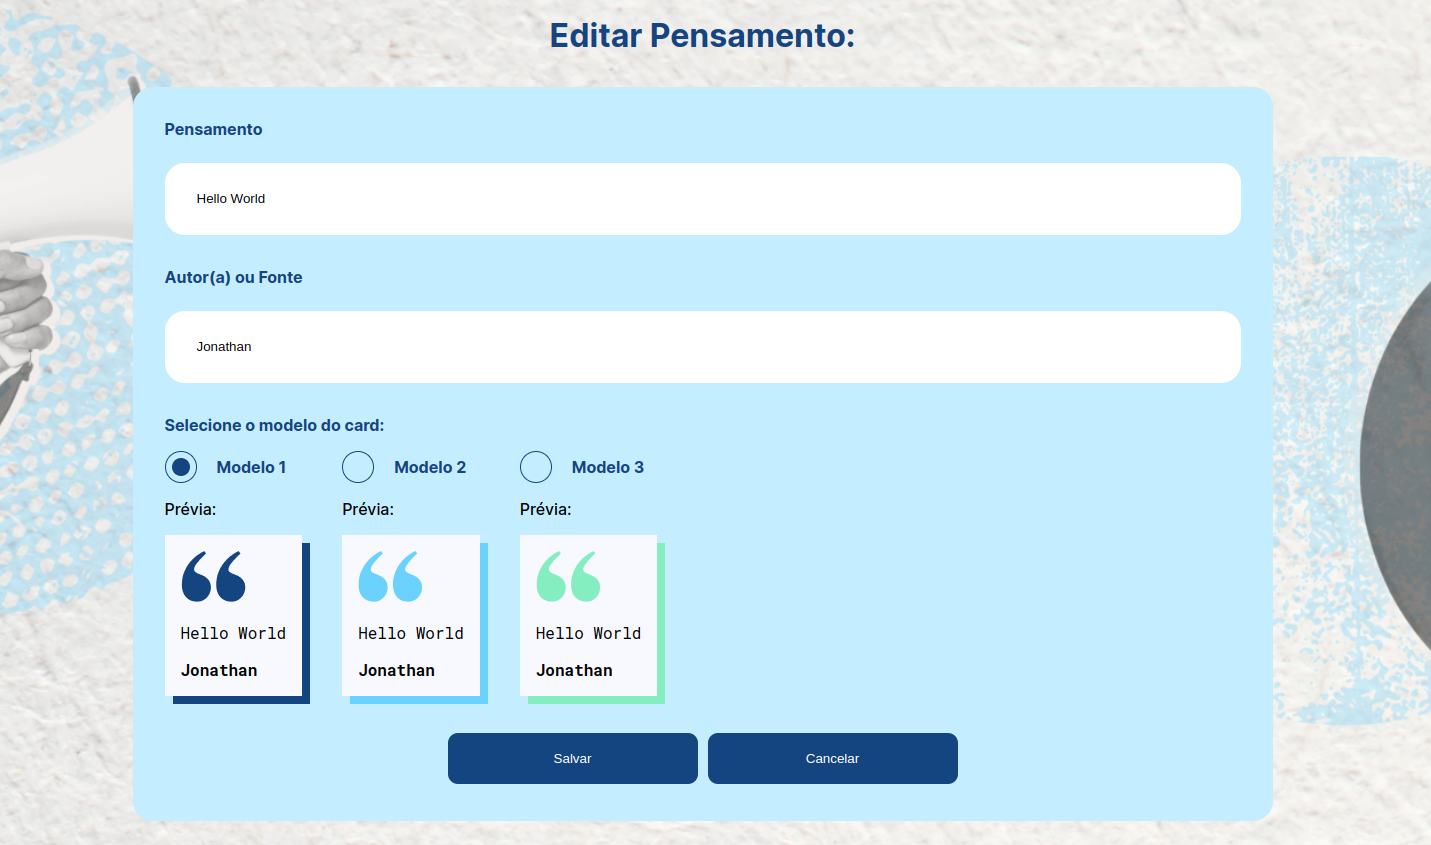 Editar Pensamento:
Pensamento
Hello World
Autor(a) ou Fonte
Jonathan
Selecione o modelo do card:
Modelo 1 Modelo 2 Modelo 3
Prévia: Prévia: Prévia:
Hello World Hello World Hello World
Jonathan Jonathan Jonathan
Salvar Cancelar